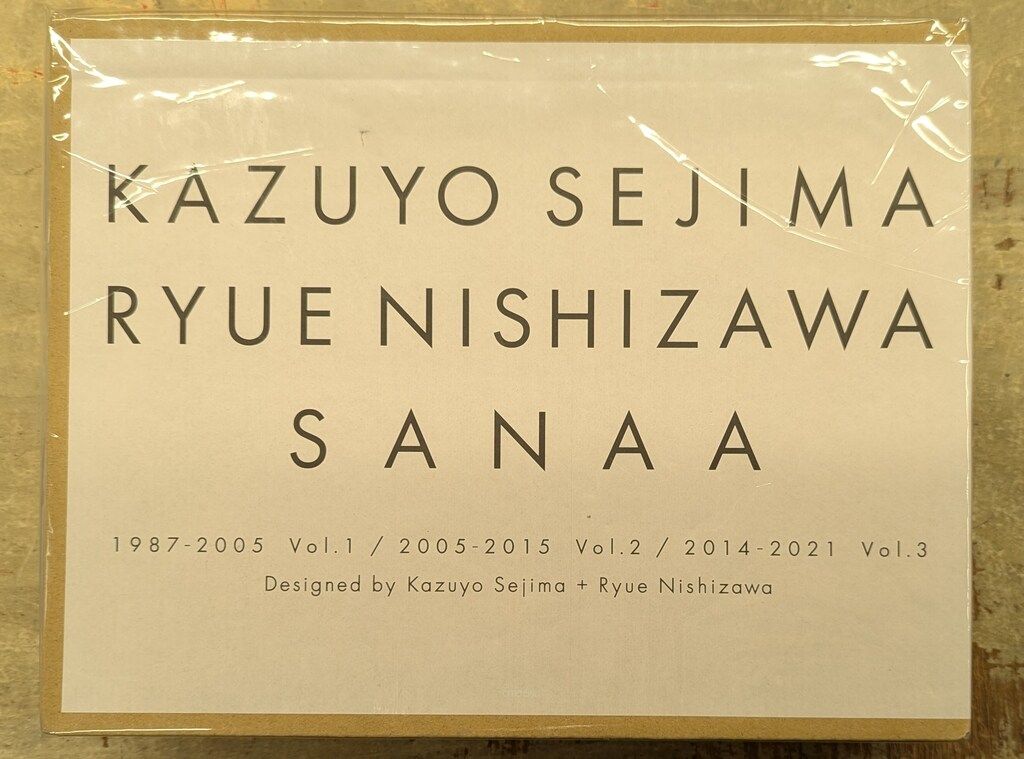 KAZUYO SEJIMA
RYUE NISHIZAWA
SANAA
1987-2005 Vol.1 / 2005-2015 Vol.2 / 2014-2021 Vol.3
Designed by Kazuyo Sejima + Ryue Nishizawa